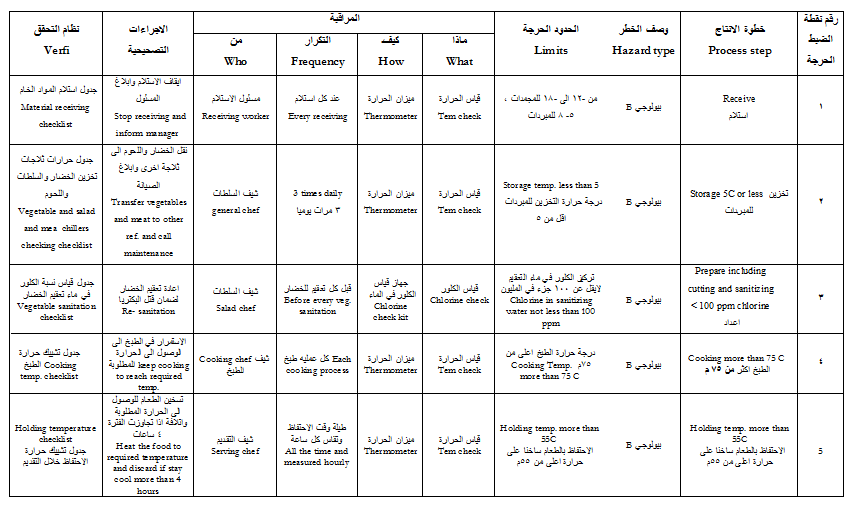 رقم نقطة
الضبط
الحرجة
خطوة الانتاج
Process step
وصف الخطر
Hazard type
الحدود الحرجة
Limits
المراقبة
ماذا
What
كيف
How
التكرار
Frequency
من
Who
الاجراءات
التصحيحية
نظام التحقق
Verfi
١
Receive
استلام
بيولوجي B
من -١٢ الى -١٨ للمجمدات ،
٥- ٨ للمبردات
قياس الحرارة
Tem check
ميزان الحرارة
Thermometer
عند كل استلام
Every receiving
مسئول الاستلام
Receiving worker
ايقاف الاستلام وابلاغ
المسئول
Stop receiving and
inform manager
جدول استلام المواد الخام
Material receiving
checklist
٢
Storage 5C or less تخزين
للمبردات
بيولوجي B
Storage temp. less than 5
درجة حرارة التخزين للمبردات
اقل من ٥
قياس الحرارة
Tem check
ميزان الحرارة
Thermometer
3 times daily
٣ مرات يوميا
شيف السلطات
general chef
نقل الخضار واللحوم الى
ثلاجة اخرى وابلاغ
الصيانة
Transfer vegetables
and meat to other
ref. and call
maintenance
جدول حرارات ثلاجات
تخزين الخضار والسلطات
واللحوم
Vegetable and salad
and mea chillers
checking checklist
٣
Prepare including
cutting and sanitizing
< 100 ppm chlorine
اعداد
بيولوجي B
تركيز الكلور في ماء التعقيم
لايقل عن ١٠٠ جزء في المليون
Chlorine in sanitizing
water not less than 100
ppm
قياس الكلور
Chlorine check
جهاز قياس
الكلور في الماء
Chlorine
check kit
قبل كل تعقيم للخضار
Before every veg.
sanitation
شيف السلطات
Salad chef
اعادة تعقيم الخضار
لضمان قتل البكتريا
Re- sanitation
جدول قياس نسبة الكلور
في ماء تعقيم الخضار
Vegetable sanitation
checklist
٤
Cooking more than 75 C
الطبخ اكثر من ٧٥ م
بيولوجي B
درجة حرارة الطبخ اعلى من
٧٥م Cooking Temp.
more than 75 C
قياس الحرارة
Tem check
ميزان الحرارة
Thermometer
كل عمليه طبخ Each
cooking process
شيف Cooking chef
الطبخ
الاستمرار في الطبخ الى
الوصول الى الحرارة
المطلوبة keep cooking
to reach required
temp.
جدول تشييك حرارة
الطبخ Cooking
temp. checklist
5
Holding temp. more than
55C
الاحتفاظ بالطعام ساخنا على
حرارة اعلى من ٥٥م
بيولوجي B
Holding temp. more than
55C
الاحتفاظ بالطعام ساخنا على
حرارة اعلى من ٥٥م
قياس الحرارة
Tem check
ميزان الحرارة
Thermometer
طيلة وقت الاحتفاظ
وتقاس كل ساعة
All the time and
measured hourly
شيف التقديم
Serving chef
تسخين الطعام للوصول
الى الحرارة المطلوبة
واتلافة اذا تجاوزت الفترة
٤ ساعات
Heat the food to
required temperature
and discard if stay
cool more than 4
hours
Holding temperature
checklist
جدول تشييك حرارة
الاحتفاظ خلال التقديم